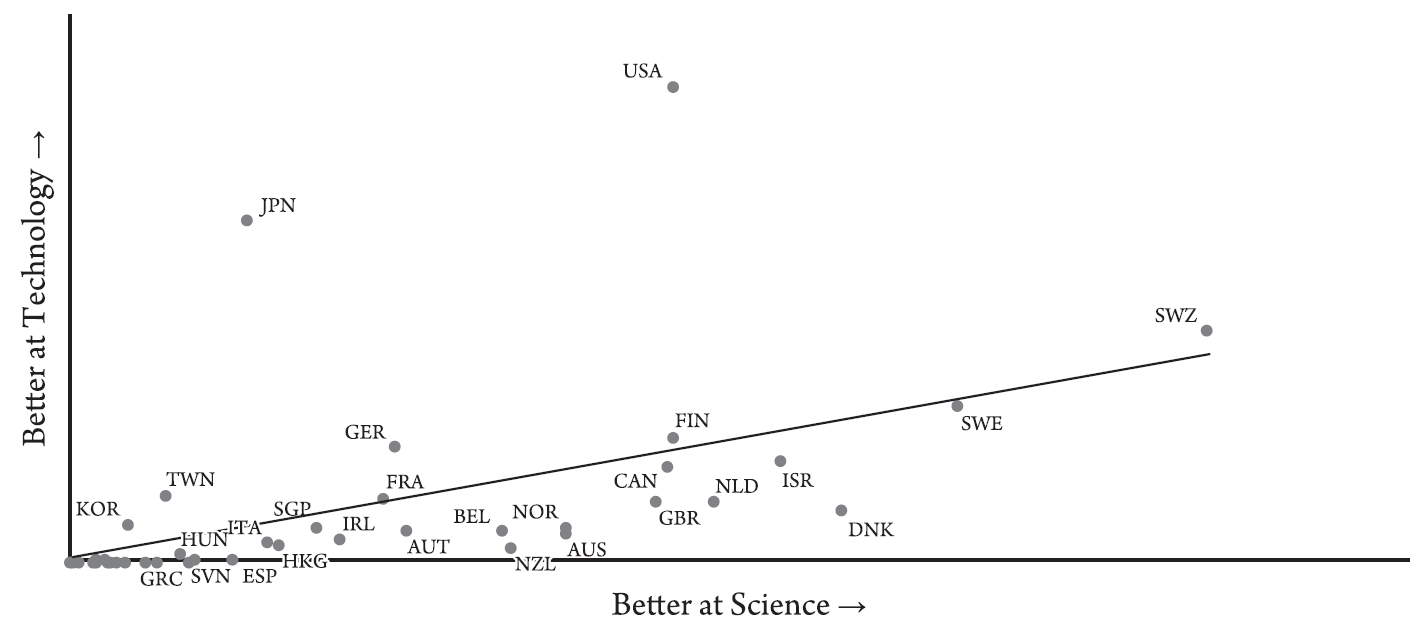 USA
JPN
SWZ
FIN
SWE
GER
TWN
FRA
CAN
ISR
NLD
KOR
SGP
BEL
NOR
GBR
IRL
ITA
DNK
HUN
AUT
AUS
HKG
NZL
GRC
SVN
ESP
Better at Technology →
Better at Science →